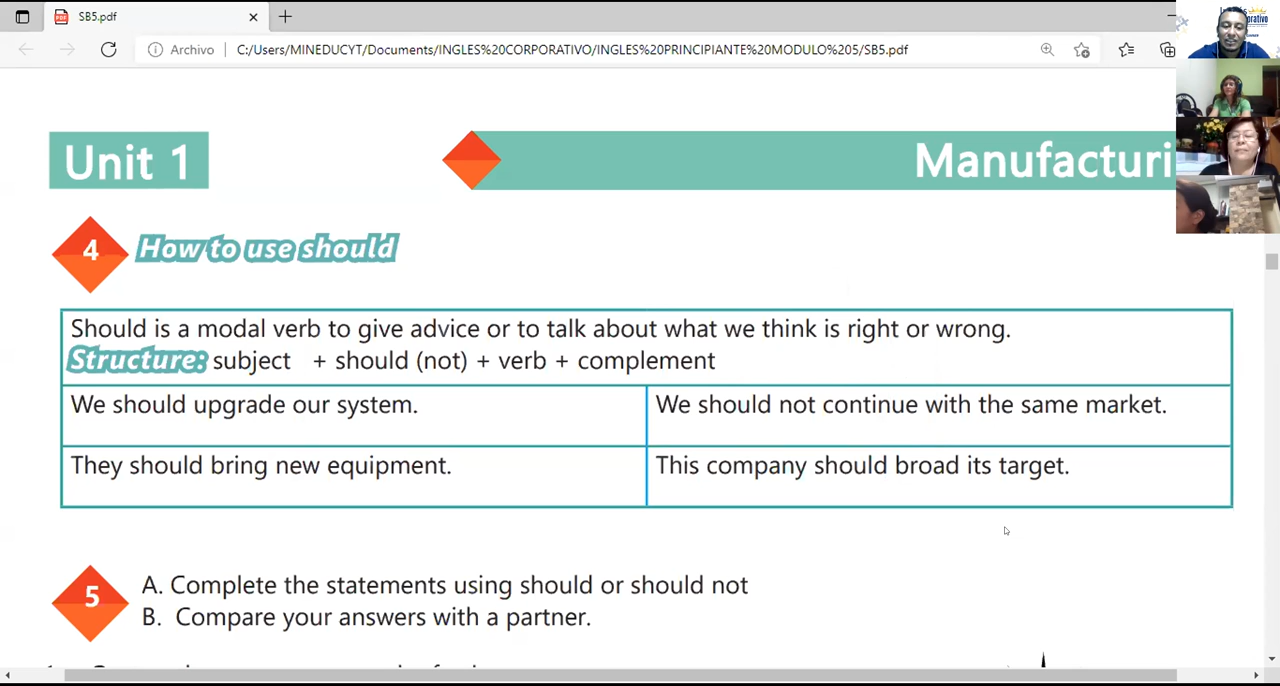 SB5.pdf
Archivo
C:/Users/MINEDUCYT/Documents/INGLES%20CORPORATIVO/INGLES%20PRINCIPIANTE%20MODULO%205/SB5.pdf
Unit 1
Manufacturi
4
How to use should
Should is a modal verb to give advice or to talk about what we think is right or wrong.
Structure: subject + should (not) + verb + complement
We should upgrade our system.
We should not continue with the same market.
They should bring new equipment.
This company should broad its target.
5
A. Complete the statements using should or should not
B. Compare your answers with a partner.